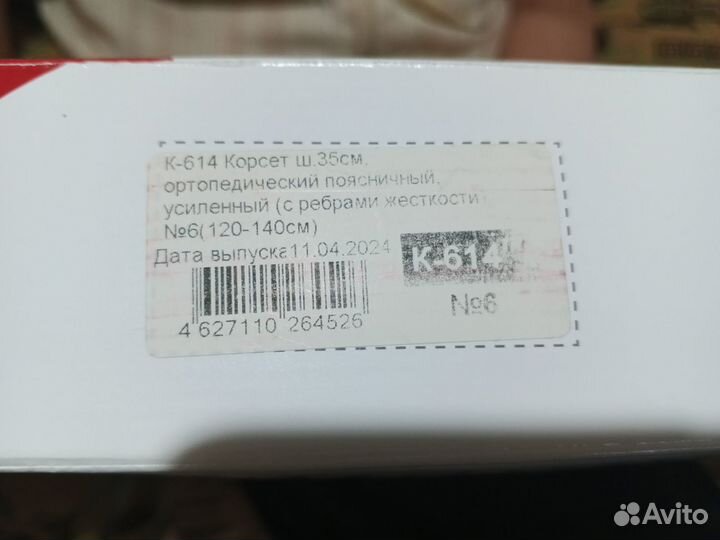 К-614 Корсет ш.35см,
ортопедический поясничный,
усиленный (с ребрами жесткости)
№6(120-140см)
Дата выпуска11.04.2024
К-614
№6
4 627110 264526
Avito